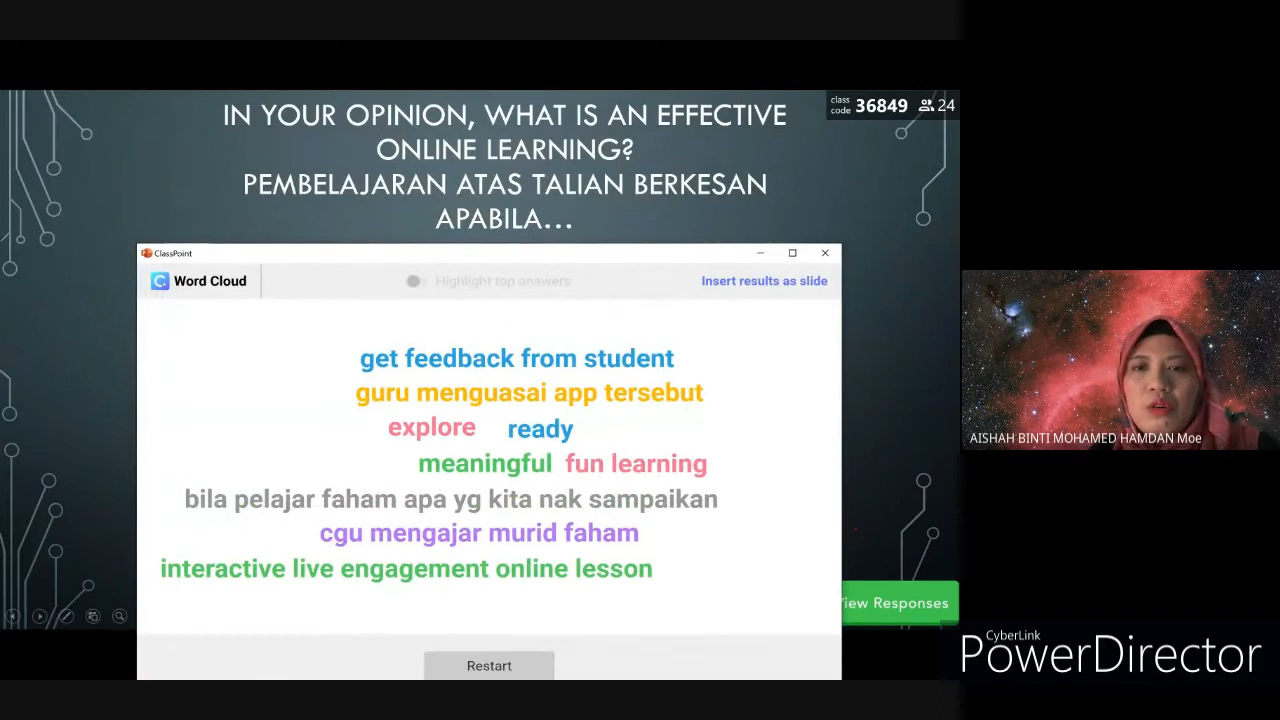 IN YOUR OPINION, WHAT IS AN EFFECTIVE
ONLINE LEARNING?
PEMBELAJARAN ATAS TALIAN BERKESAN
APABILA...
class
code 36849 24
ClassPoint
Word Cloud
Highlight top answers
Insert results as slide
get feedback from student
guru menguasai app tersebut
explore ready
meaningful fun learning
bila pelajar faham apa yg kita nak sampaikan
cgu mengajar murid faham
interactive live engagement online lesson
Restart
iew Responses
AISHAH BINTI MOHAMED HAMDAN Moe
CyberLink
PowerDirector